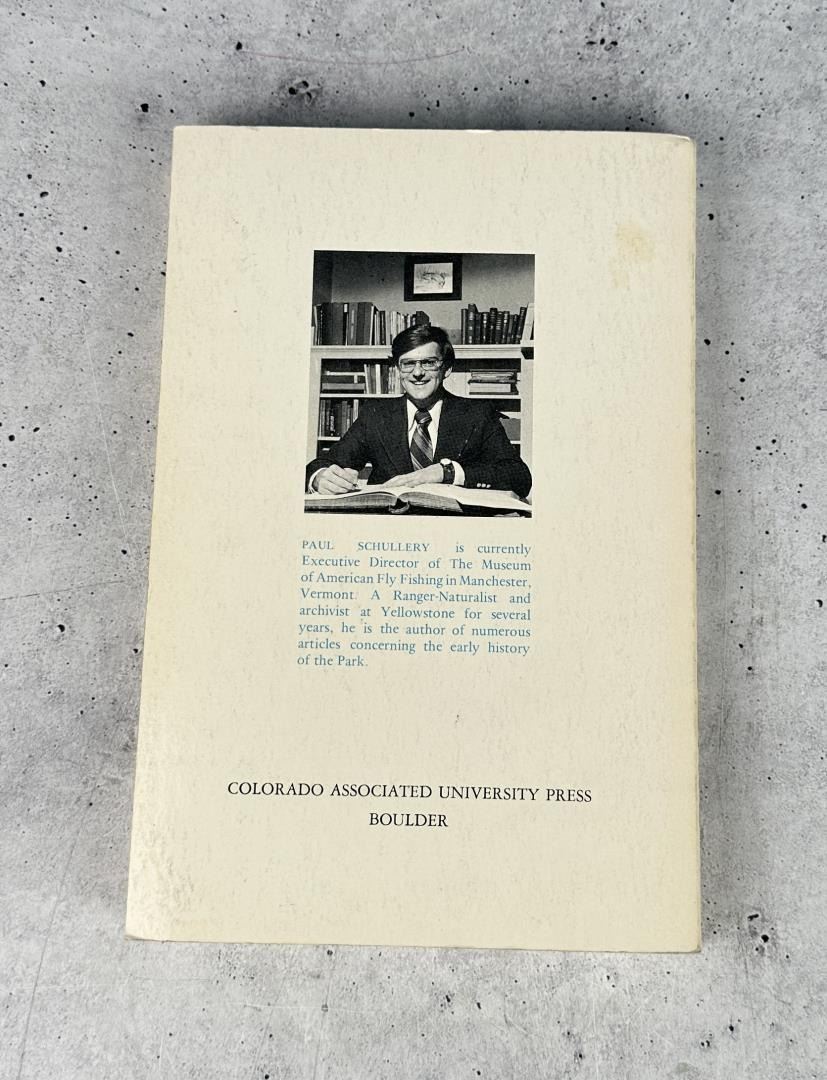 PAUL SCHULLERY is currently
Executive Director of The Museum
of American Fly Fishing in Manchester,
Vermont. A Ranger-Naturalist and
archivist at Yellowstone for several
years, he is the author of numerous
articles concerning the early history
of the Park.
COLORADO ASSOCIATED UNIVERSITY PRESS
BOULDER